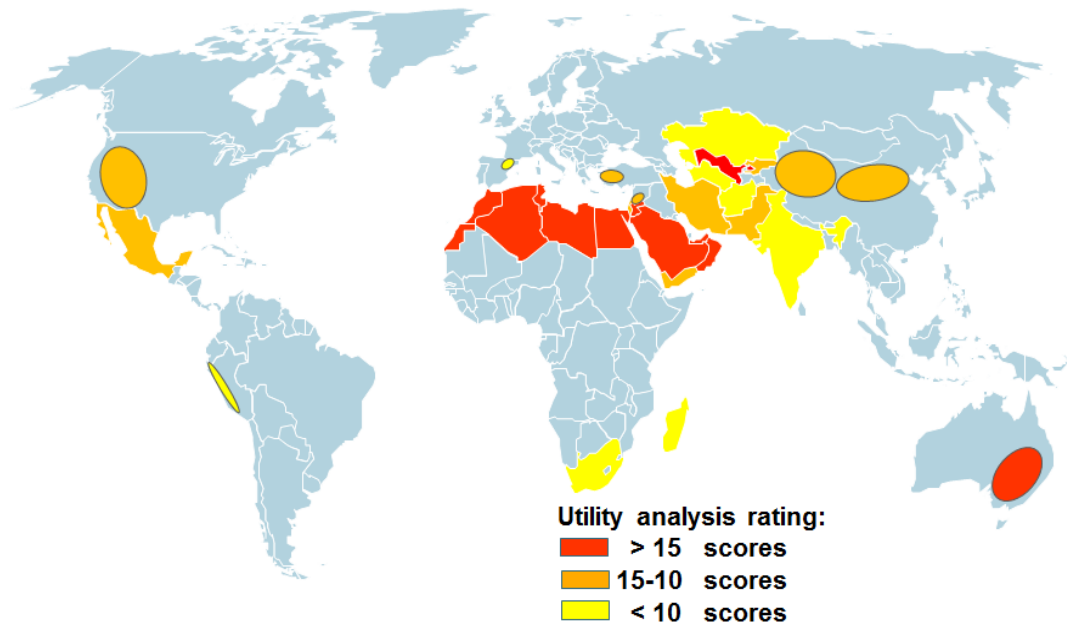 Utility analysis rating:
> 15 scores
15-10 scores
< 10 scores